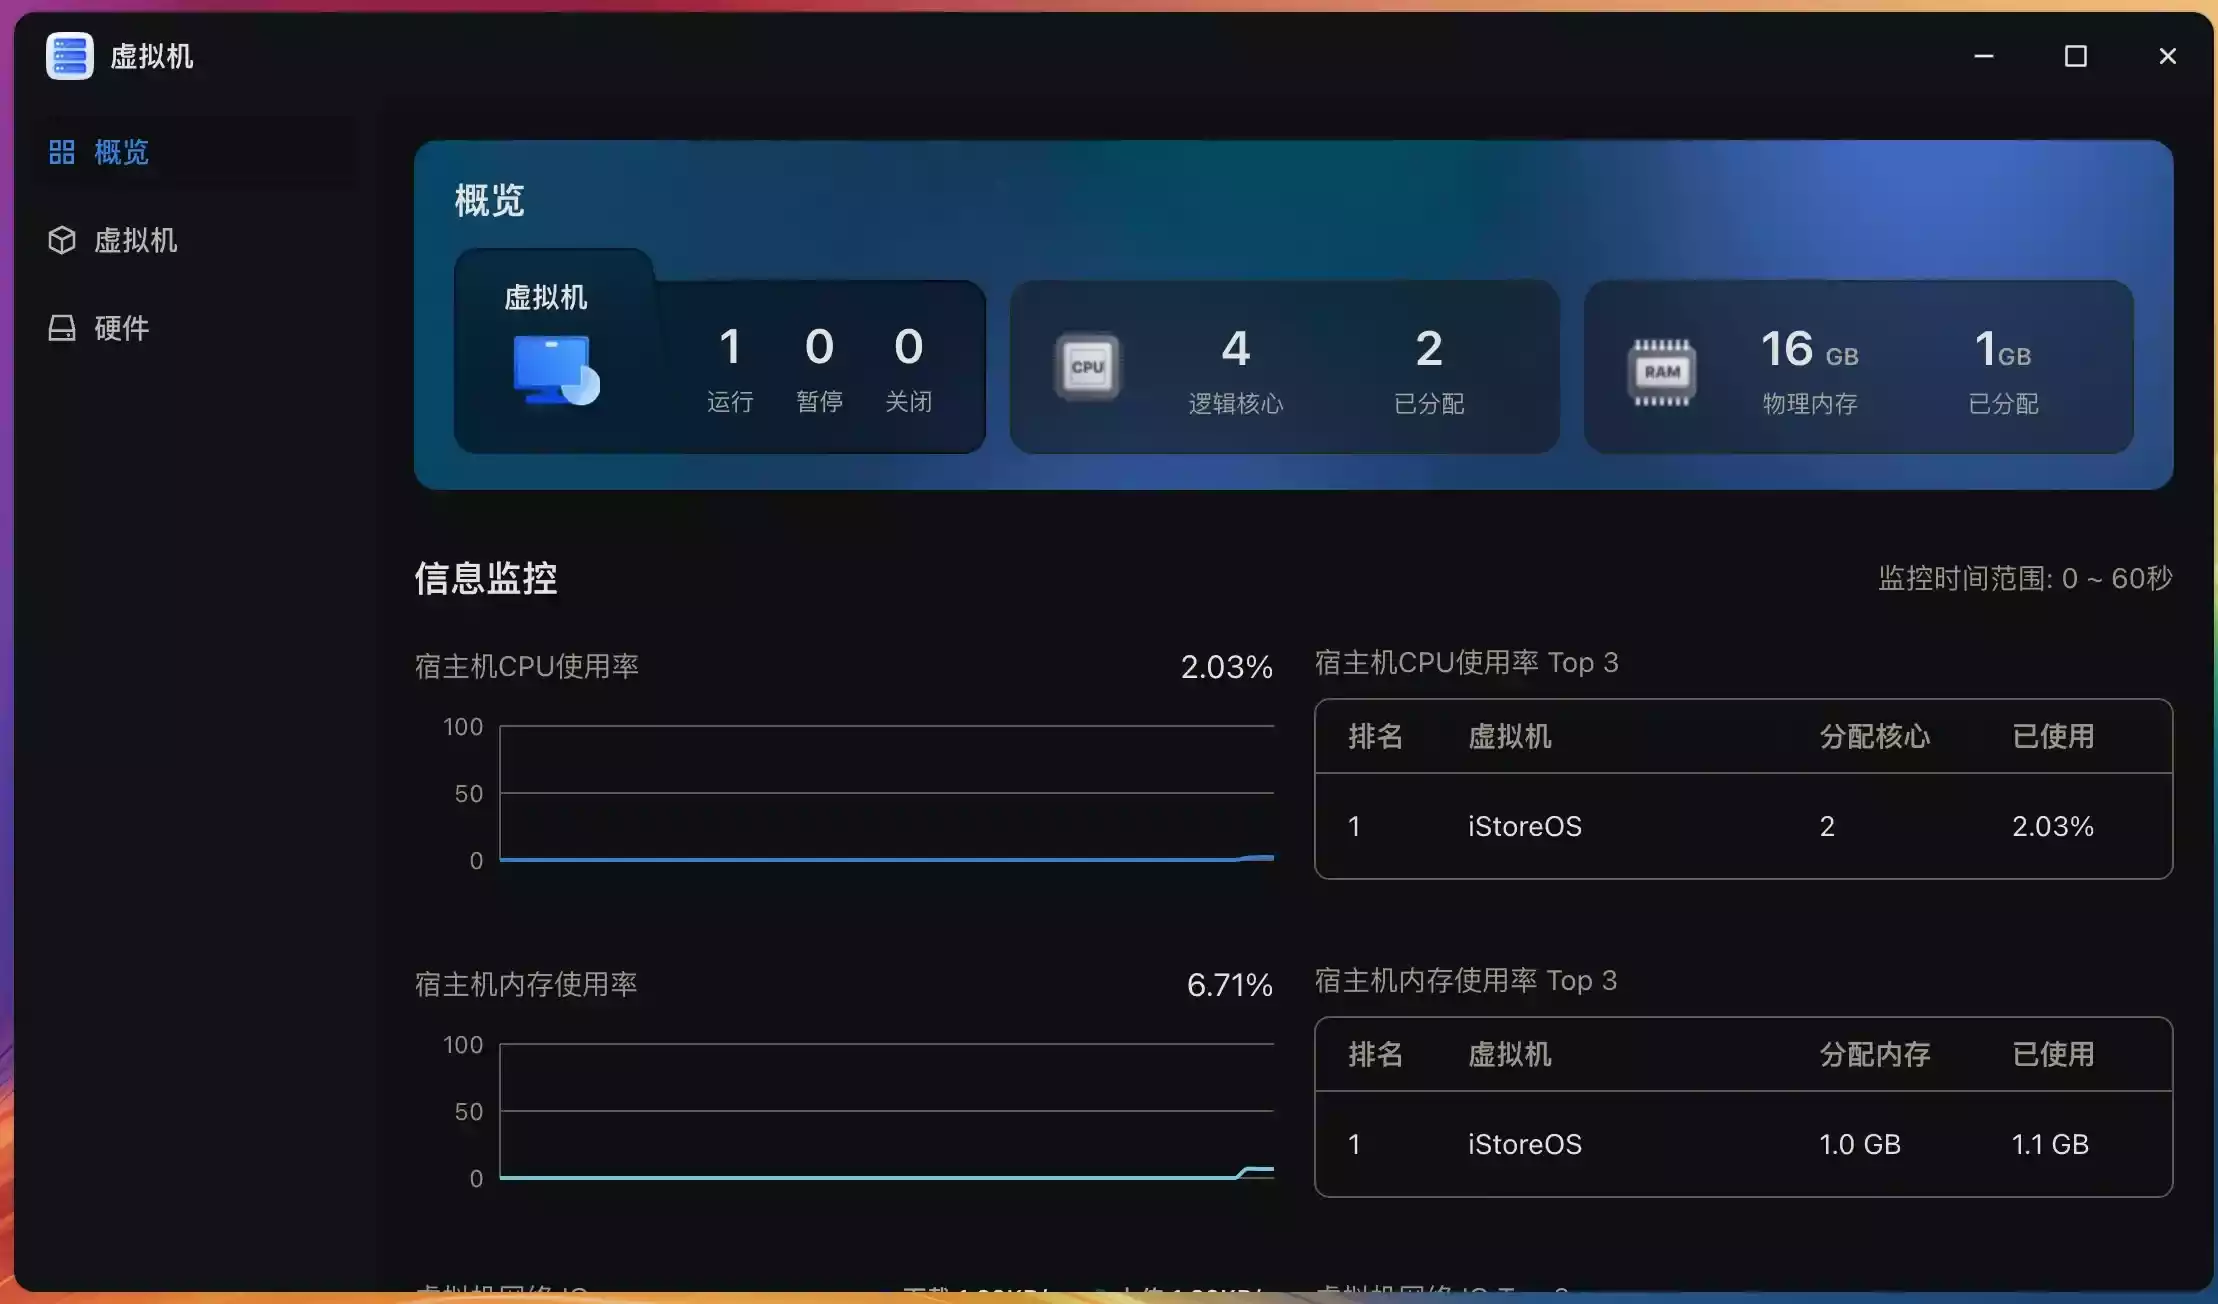 虚拟机
概览
虚拟机
硬件
概览
虚拟机
1 0 0
运行 暂停 关闭
CPU
4 2
逻辑核心 已分配
RAM
16 GB 1GB
物理内存 已分配
信息监控
监控时间范围: 0 ~ 60秒
宿主机CPU使用率 2.03%
100
50
0
宿主机CPU使用率 Top 3
排名 虚拟机 分配核心 已使用
1 iStoreOS 2 2.03%
宿主机内存使用率 6.71%
100
50
0
宿主机内存使用率 Top 3
排名 虚拟机 分配内存 已使用
1 iStoreOS 1.0 GB 1.1 GB